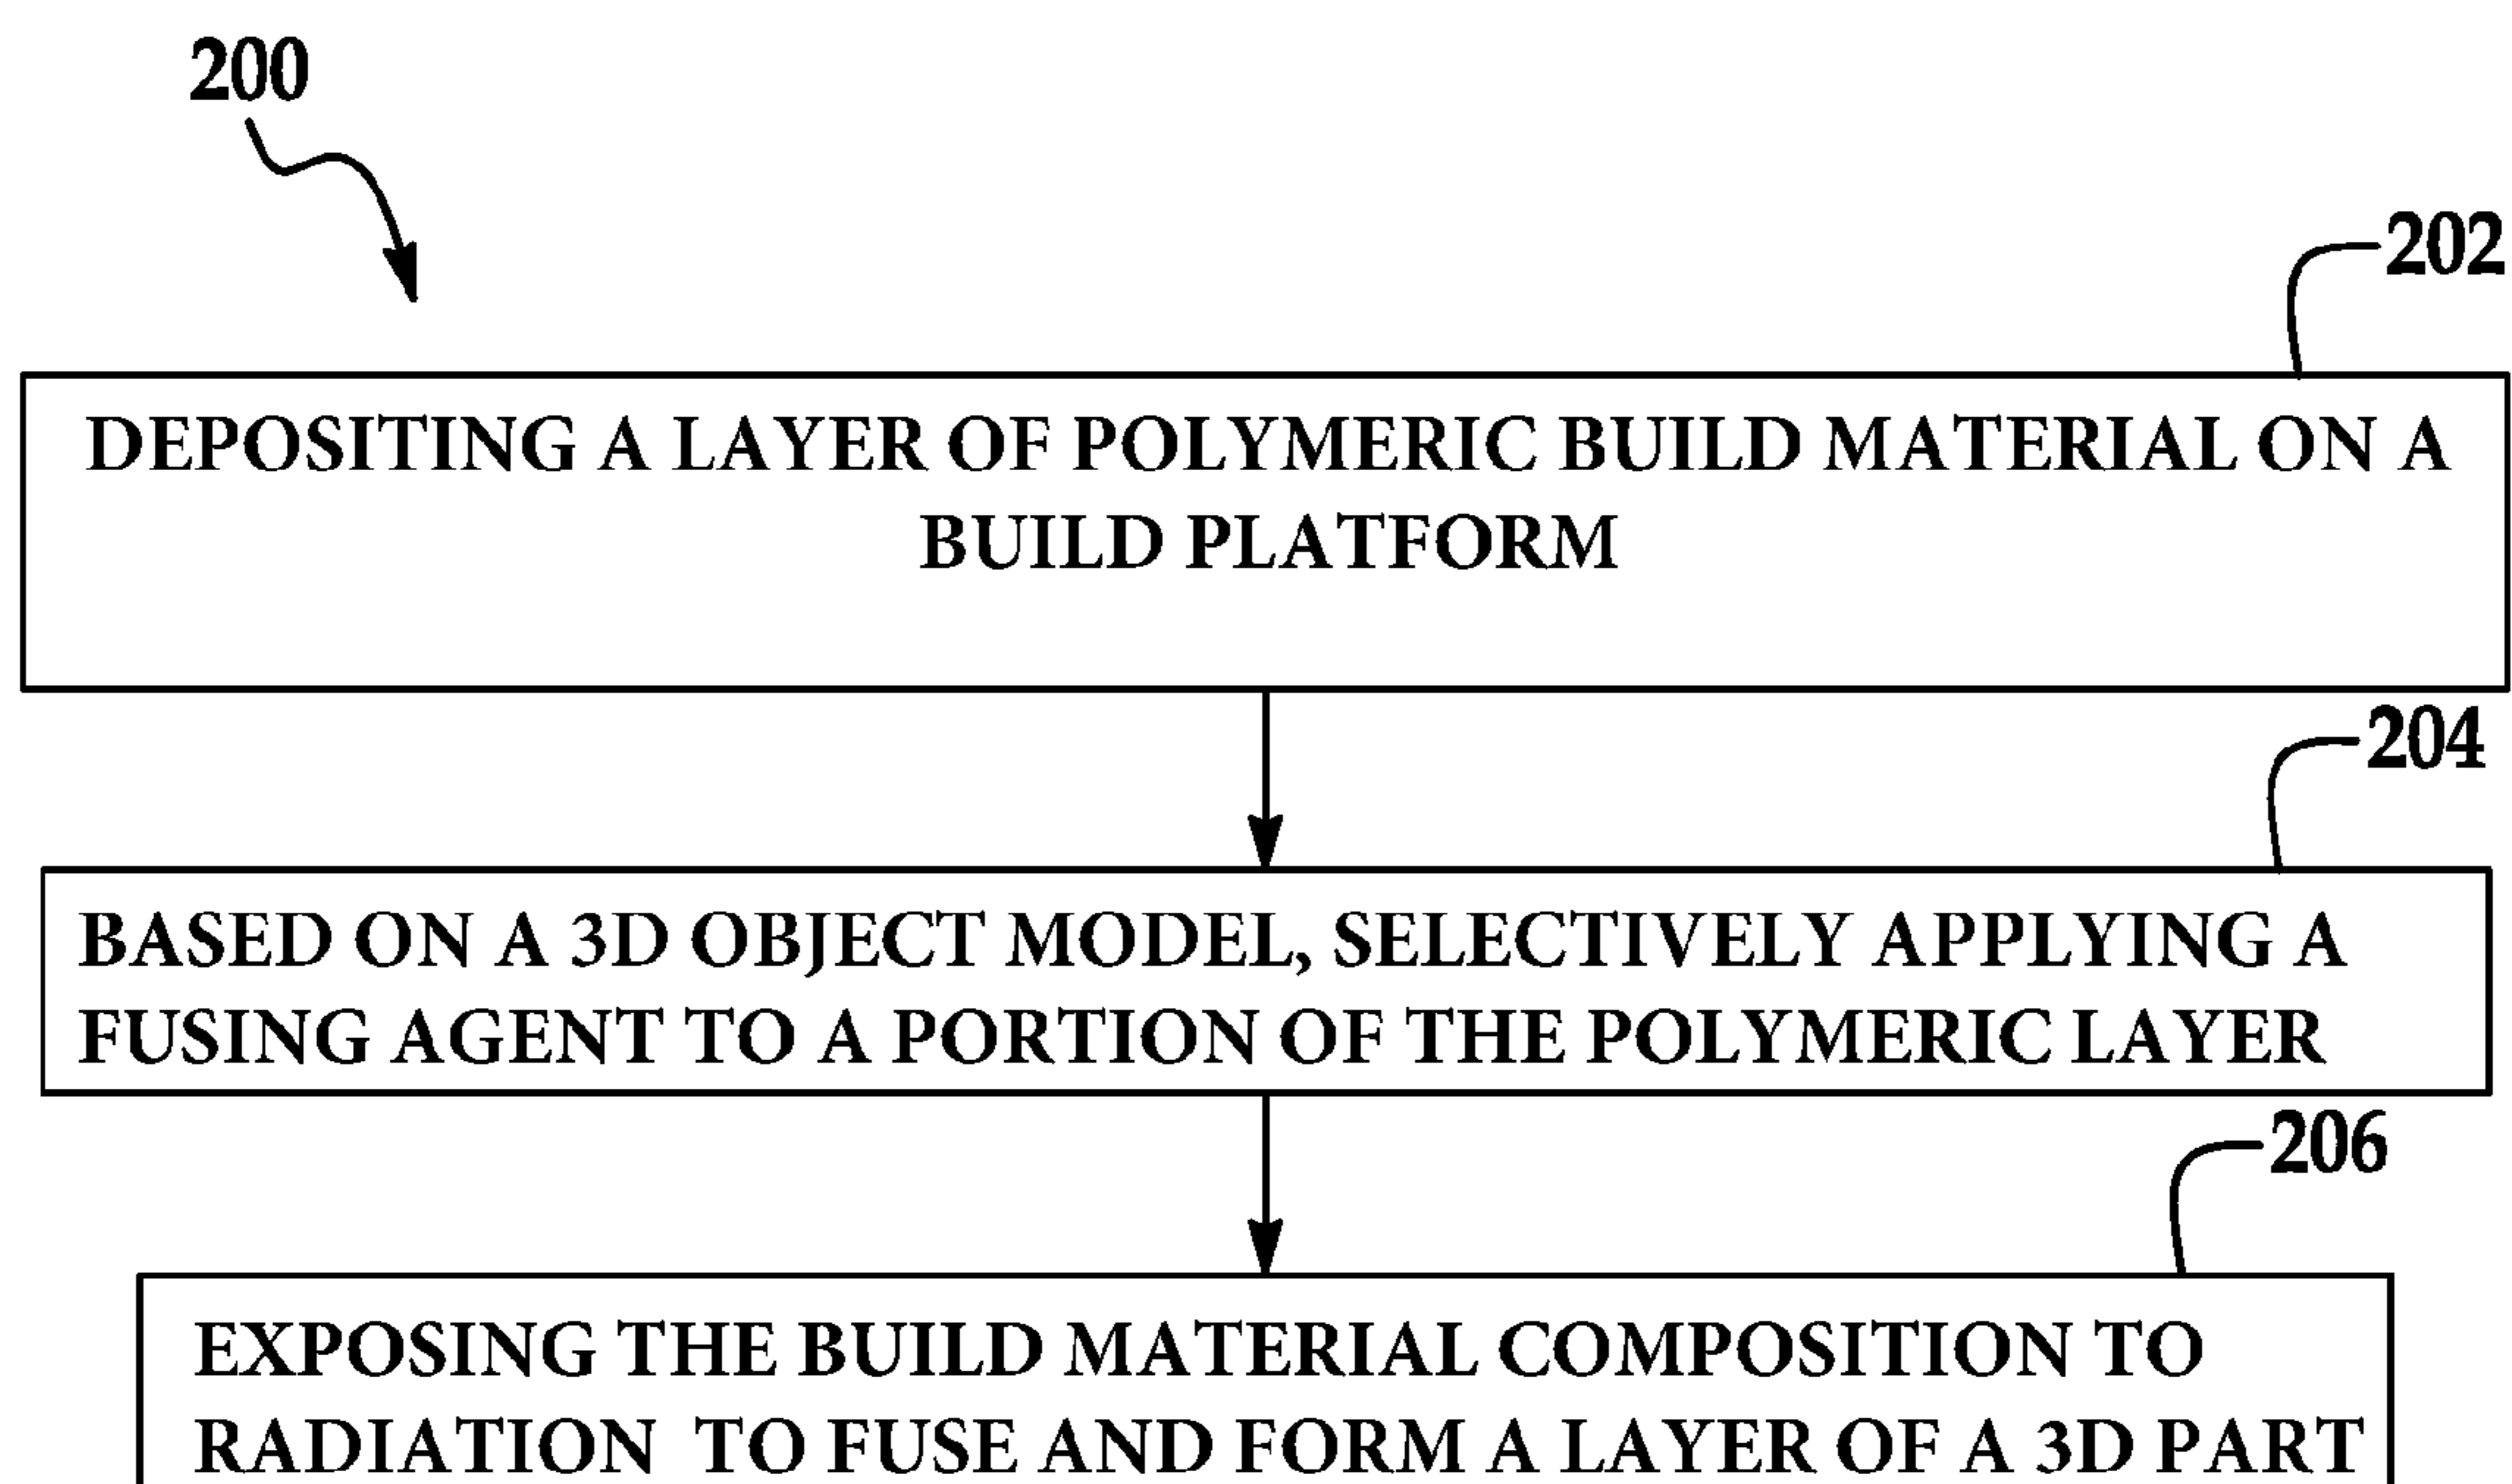 200
202
DEPOSITING A LAYER OF POLYMERIC BUILD MATERIAL ON A
BUILD PLATFORM
204
BASED ON A 3D OBJECT MODEL, SELECTIVELY APPLYING A
FUSING AGENT TO A PORTION OF THE POLYMERIC LAYER
206
EXPOSING THE BUILD MATERIAL COMPOSITION TO
RADIATION TO FUSE AND FORM A LAYER OF A 3D PART